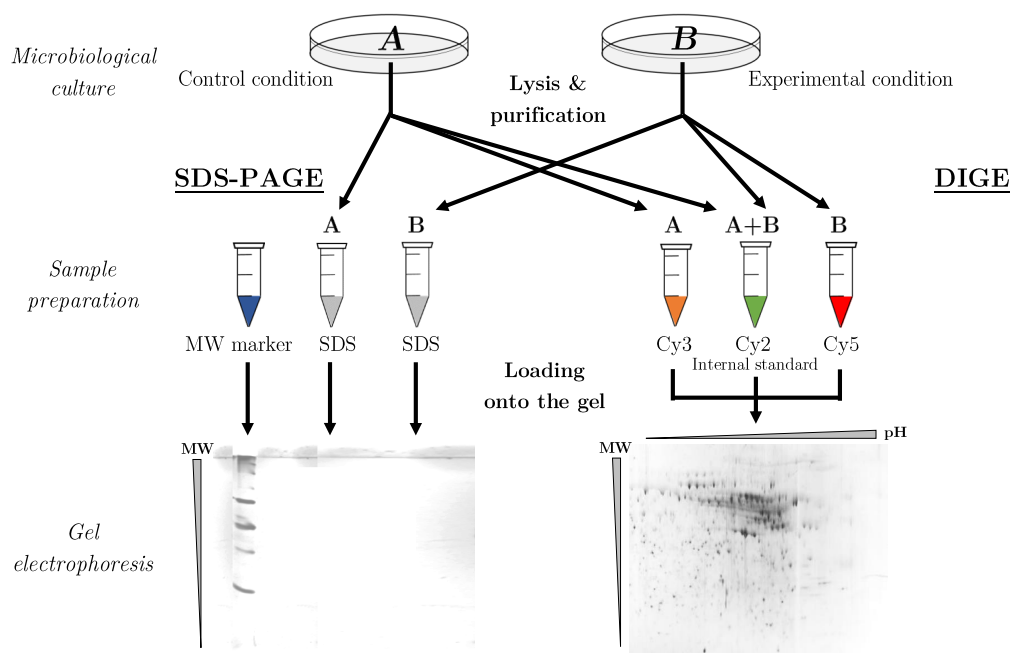 A
B
Microbiological
culture
Control condition
Lysis &
purification
Experimental condition
SDS-PAGE
DIGE
A
B
A
A+B
B
Sample
preparation
MW marker
SDS
SDS
Cy3
Cy2
Cy5
Internal standard
Loading
onto the gel
MW
MW
pH
Gel
electrophoresis